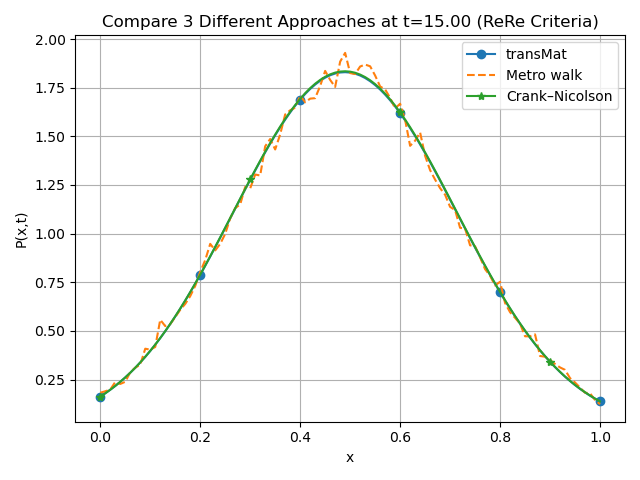 Compare 3 Different Approaches at t=15.00 (ReRe Criteria)
transMat
Metro walk
Crank–Nicolson
P(x,t)
2.00
1.75
1.50
1.25
1.00
0.75
0.50
0.25
0.0
0.2
0.4
0.6
0.8
1.0
x